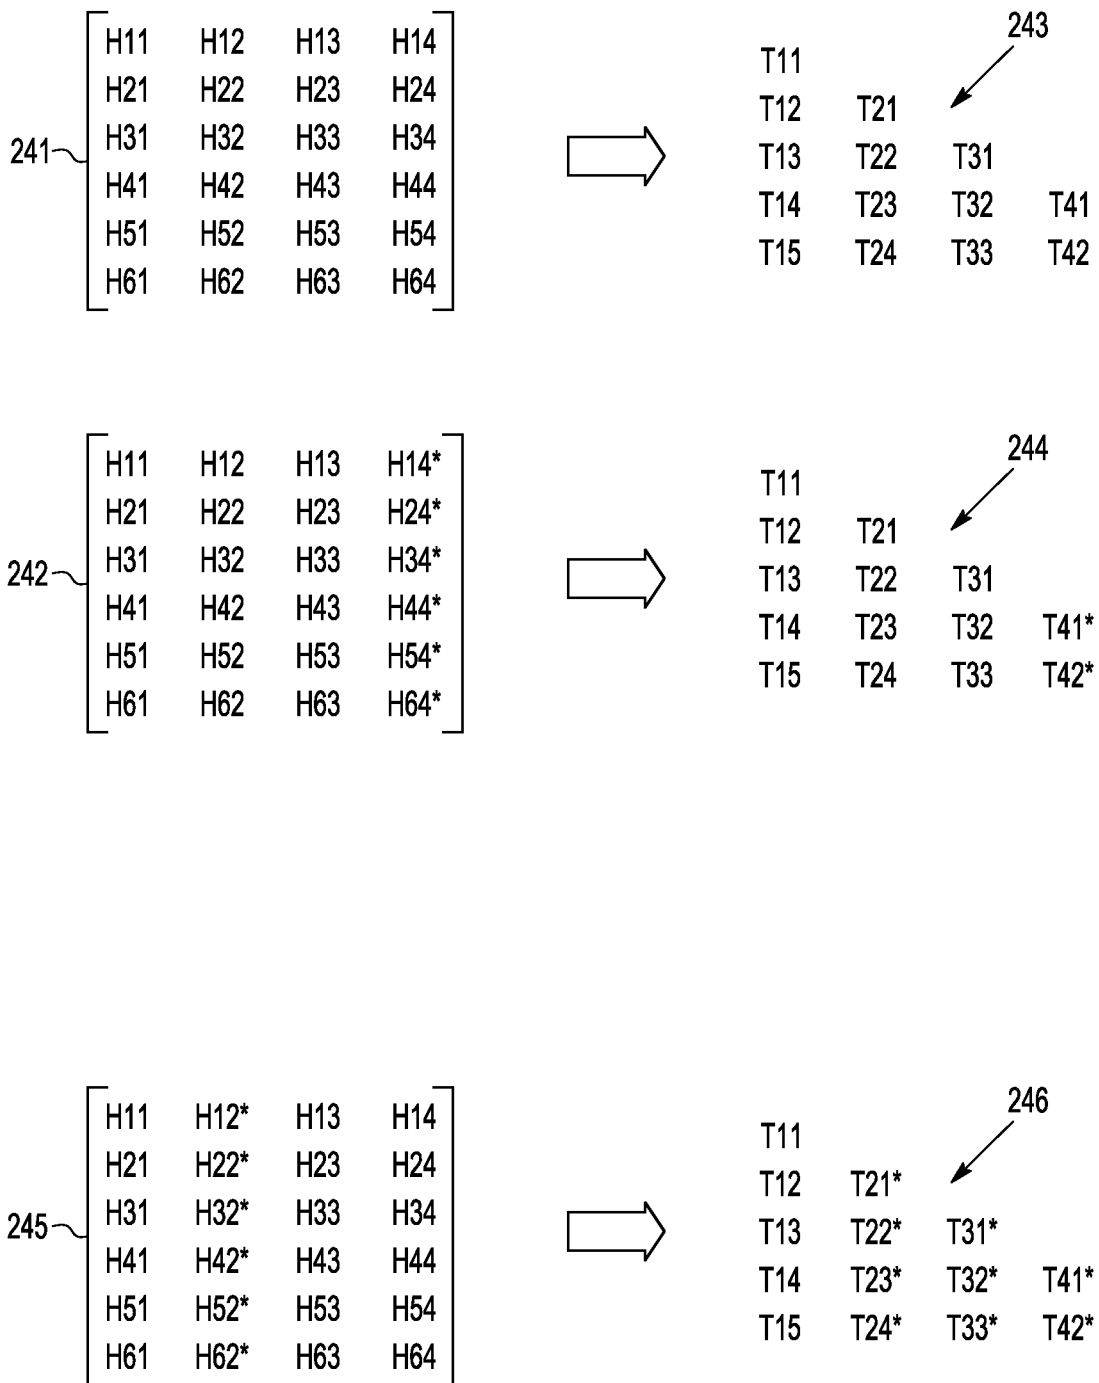 H11 H12 H13 H14
H21 H22 H23 H24
H31 H32 H33 H34
H41 H42 H43 H44
H51 H52 H53 H54
H61 H62 H63 H64
241
243
T11
T12 T21
T13 T22 T31
T14 T23 T32 T41
T15 T24 T33 T42
H11 H12 H13 H14*
H21 H22 H23 H24*
H31 H32 H33 H34*
H41 H42 H43 H44*
H51 H52 H53 H54*
H61 H62 H63 H64*
242
244
T11
T12 T21
T13 T22 T31
T14 T23 T32 T41*
T15 T24 T33 T42*
H11 H12* H13 H14
H21 H22* H23 H24
H31 H32* H33 H34
H41 H42* H43 H44
H51 H52* H53 H54
H61 H62* H63 H64
245
246
T11
T12 T21*
T13 T22* T31*
T14 T23* T32* T41*
T15 T24* T33* T42*